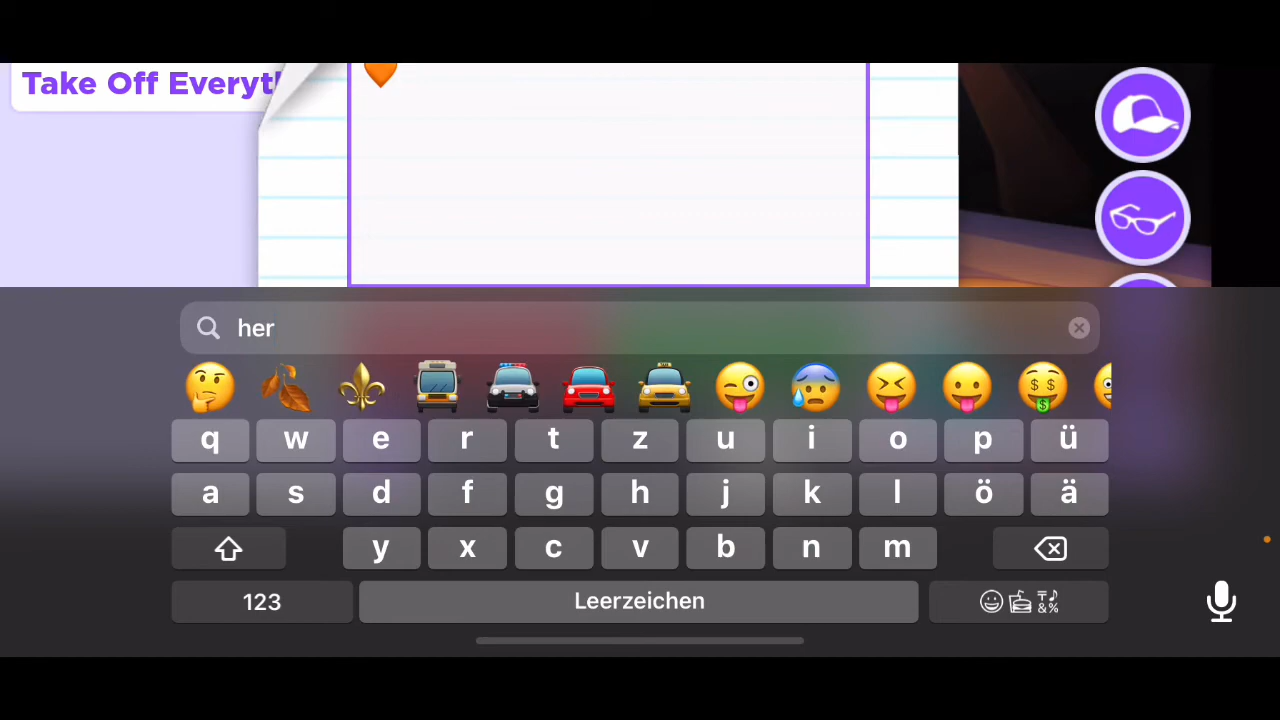 Take Off Everyt
her
q w e r t z u i o p ü
a s d f g h j k l ö ä
y x c v b n m
123 Leerzeichen